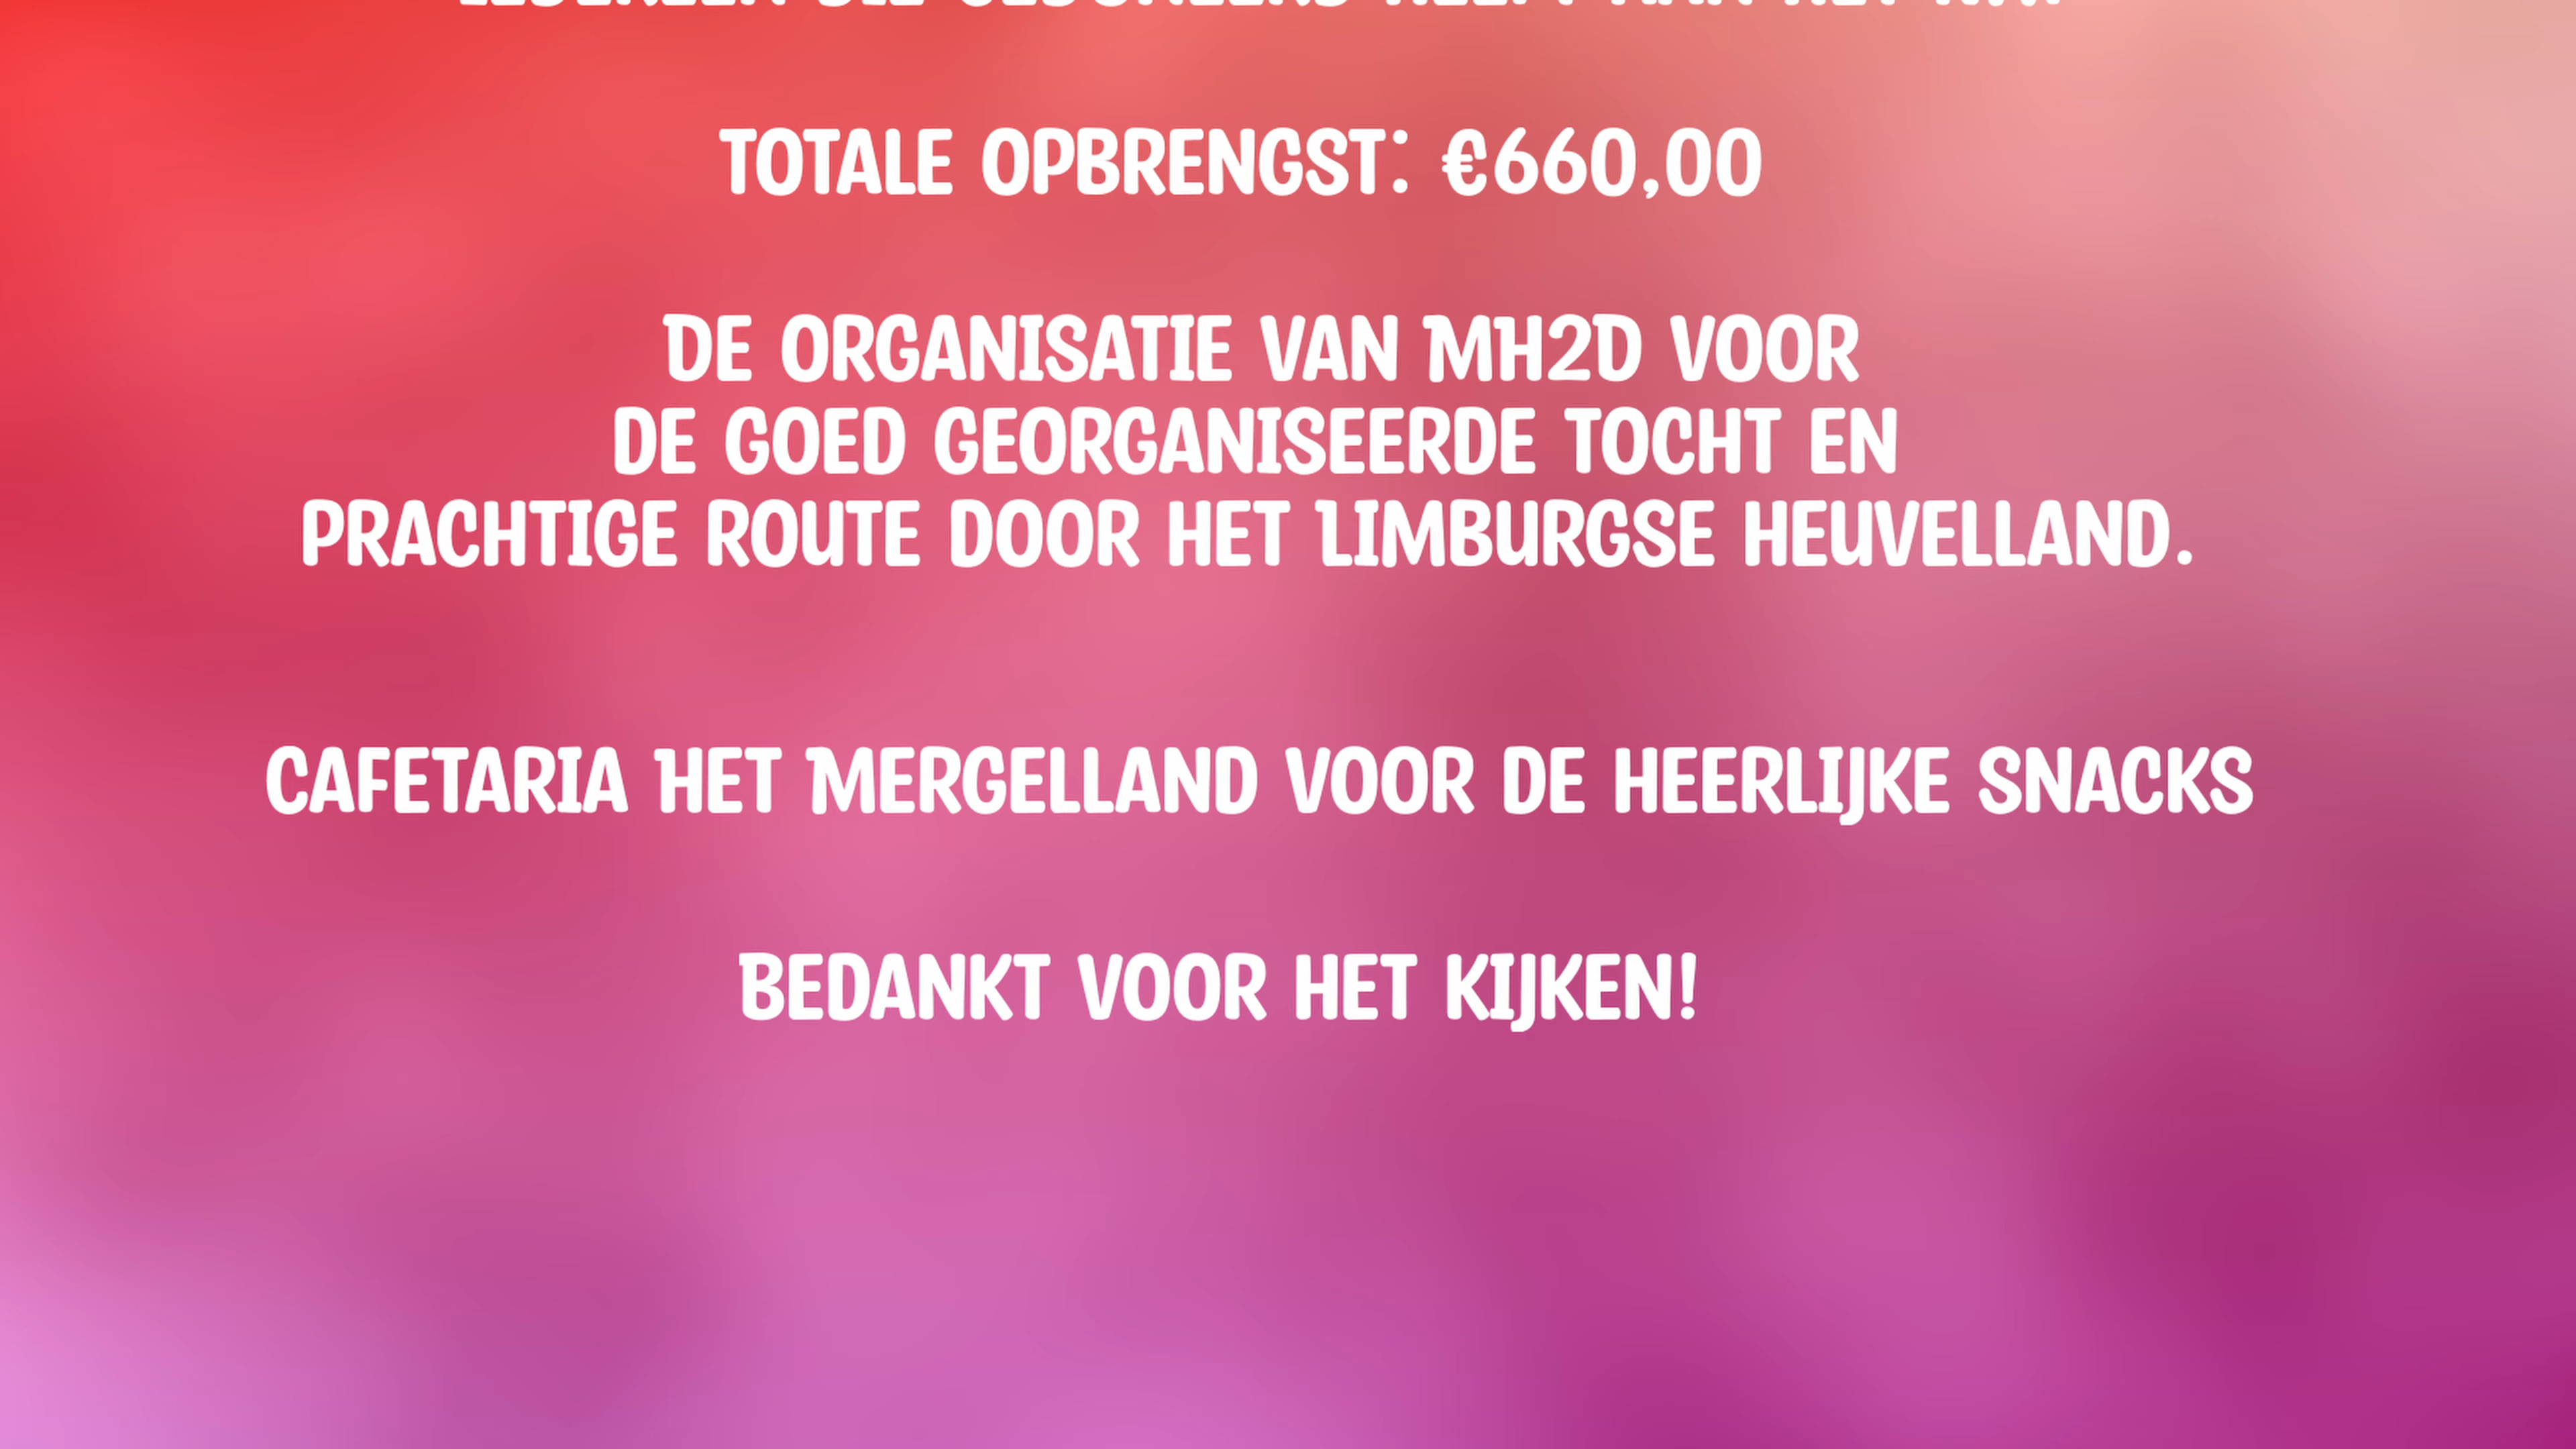 TOTALE OPBRENGST: €660,00
DE ORGANISATIE VAN MH2D VOOR
DE GOED GEORGANISEERDE TOCHT EN
PRACHTIGE ROUTE DOOR HET LIMBURGSE HEUVELLAND.
CAFETARIA HET MERGELLAND VOOR DE HEERLIJKE SNACKS
BEDANKT VOOR HET KIJKEN!